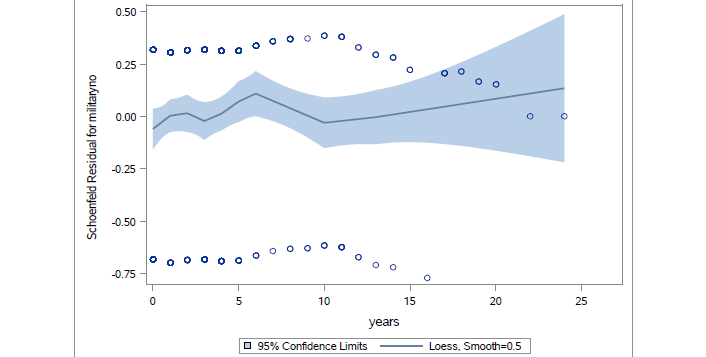 0.50
0.25
0.00
-0.25
-0.50
-0.75
Schoenfeld Residual for militaryno
0 5 10 15 20 25
years
95% Confidence Limits Loess, Smooth=0.5